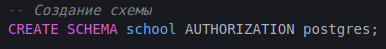 -- Создание схемы
CREATE SCHEMA school AUTHORIZATION postgres;